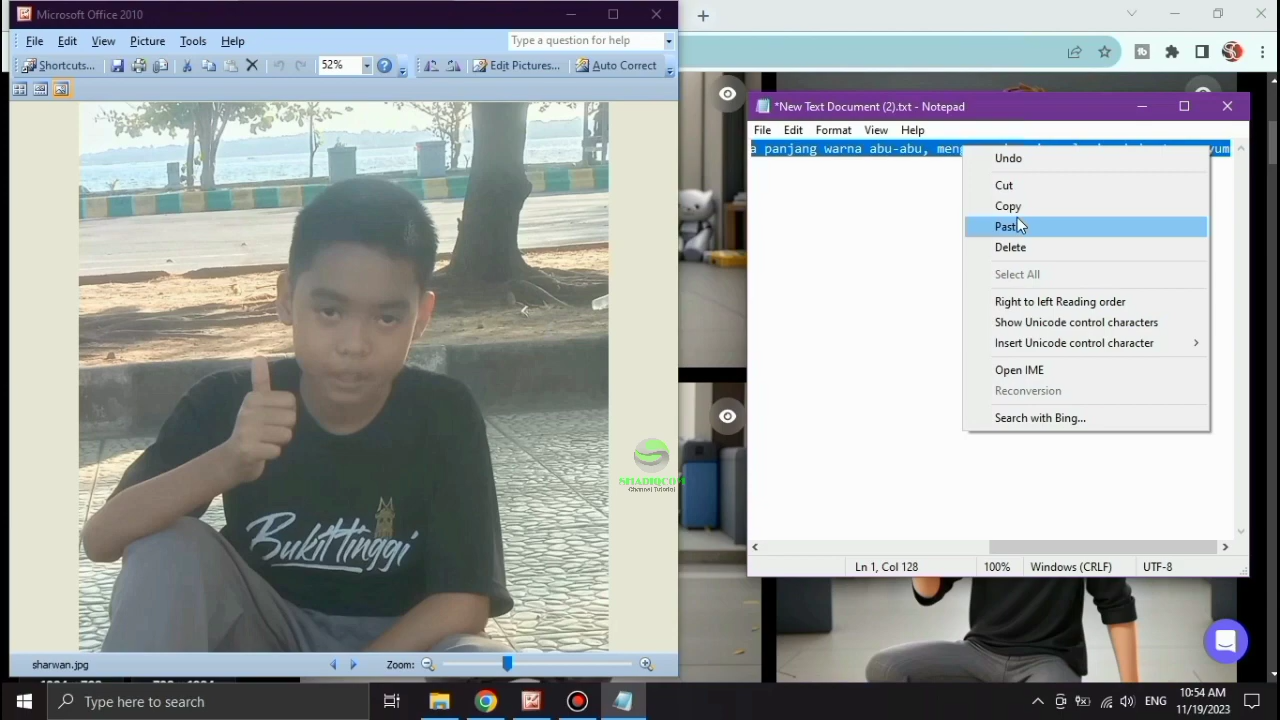 Microsoft Office 2010
File Edit View Picture Tools Help
Type a question for help
Shortcuts...
52%
Edit Pictures...
Auto Correct
Bukittinggi
SHADIQCOM
Channel Tutorial
sharwan.jpg
Zoom:
*New Text Document (2).txt - Notepad
File Edit Format View Help
a panjang warna abu-abu,
Undo
Cut
Copy
Paste
Delete
Select All
Right to left Reading order
Show Unicode control characters
Insert Unicode control character
Open IME
Reconversion
Search with Bing...
Ln 1, Col 128
100%
Windows (CRLF)
UTF-8
Type here to search
ENG
10:54 AM
11/19/2023